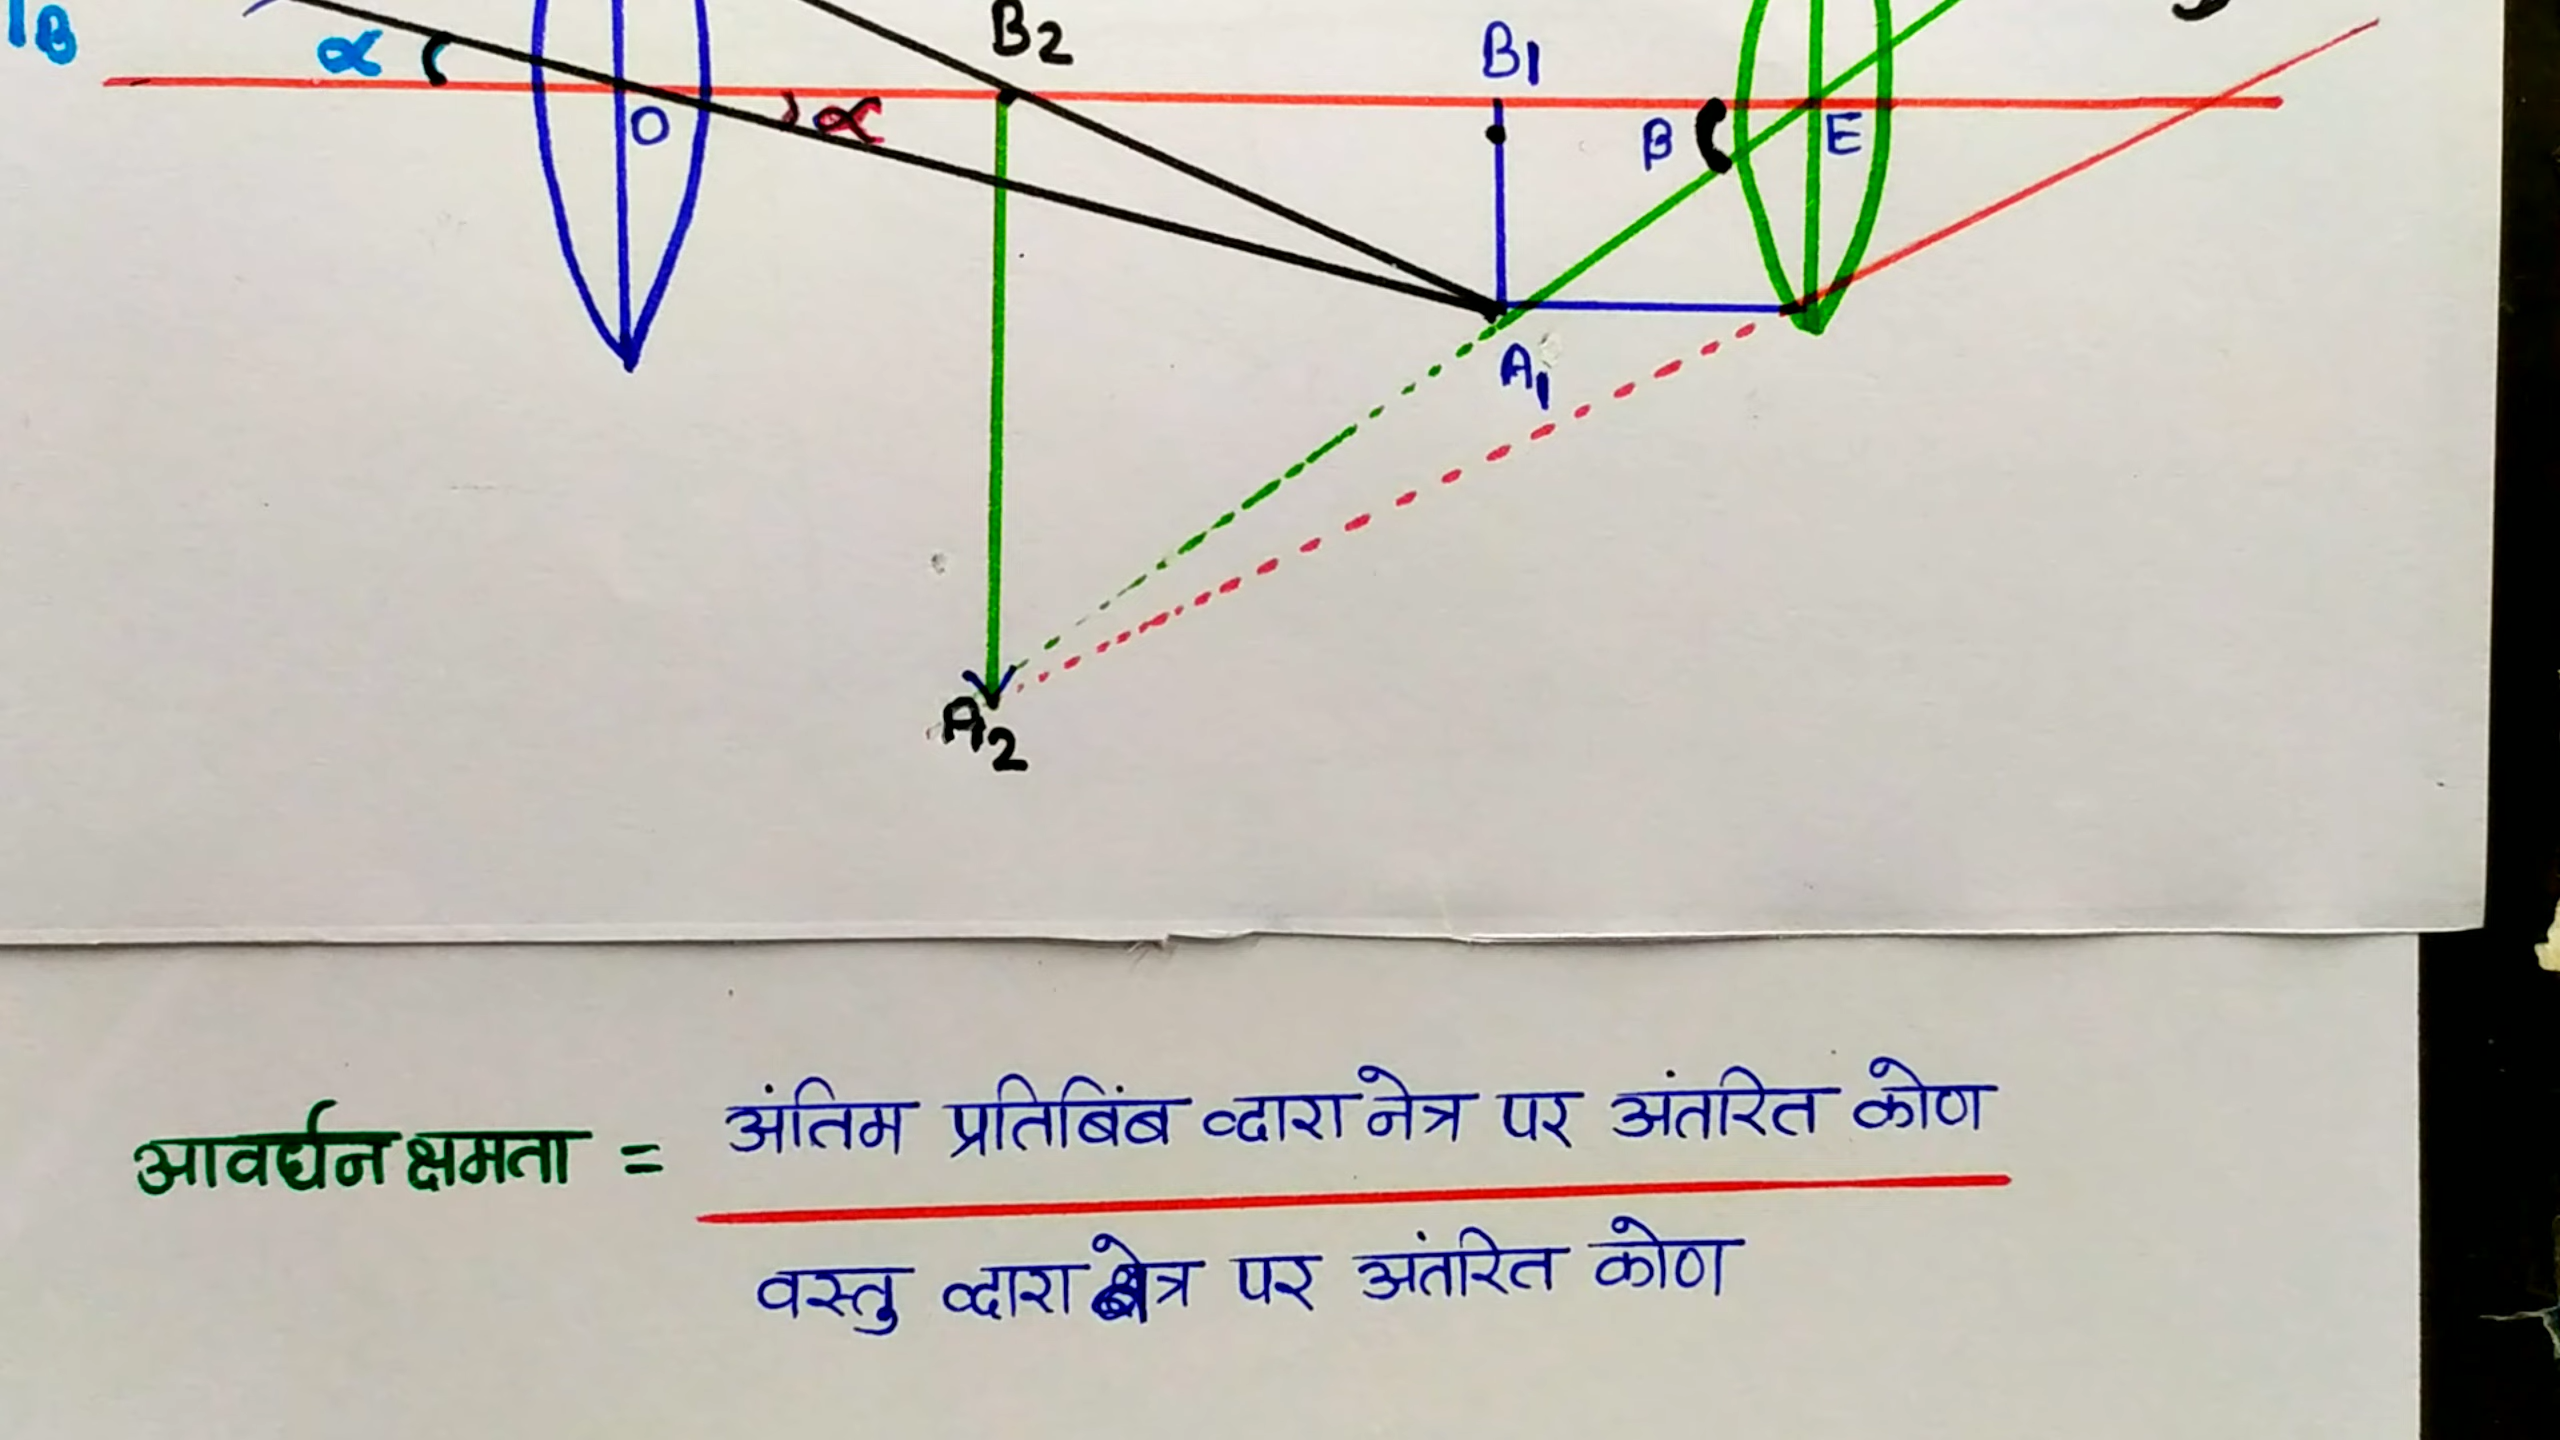 B
α
B2
B1
O
α
B
E
A1
A2
आवर्धन क्षमता =
अंतिम प्रतिबिंब द्वारा नेत्र पर अंतरित कोण
वस्तु द्वारा नेत्र पर अंतरित कोण